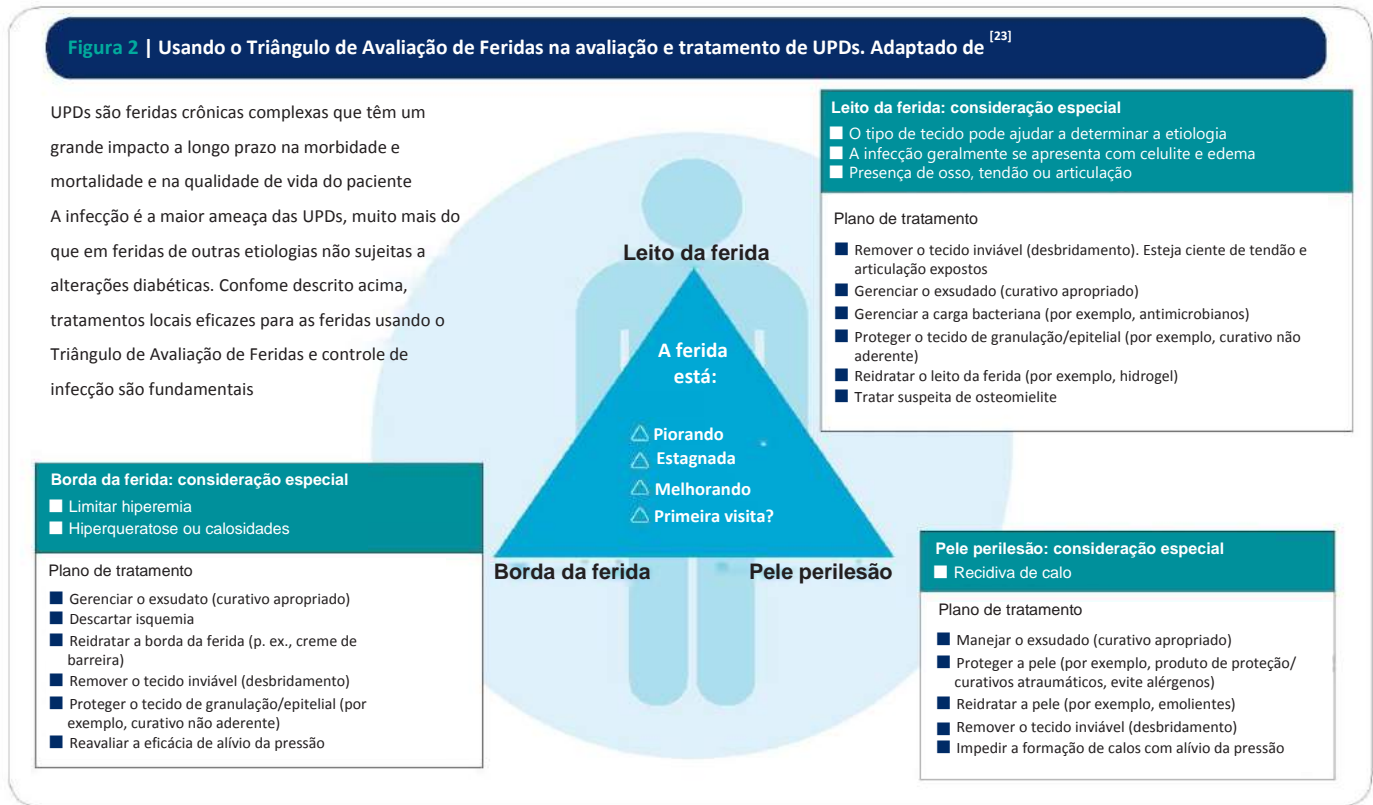 Figura 2 | Usando o Triângulo de Avaliação de Feridas na avaliação e tratamento de UPDs. Adaptado de [23]
UPDs são feridas crônicas complexas que têm um
grande impacto a longo prazo na morbidade e
mortalidade e na qualidade de vida do paciente
A infecção é a maior ameaça das UPDs, muito mais do
que em feridas de outras etiologias não sujeitas a
alterações diabéticas. Confome descrito acima,
tratamentos locais eficazes para as feridas usando o
Triângulo de Avaliação de Feridas e controle de
infecção são fundamentais
Leito da ferida: consideração especial
O tipo de tecido pode ajudar a determinar a etiologia
A infecção geralmente se apresenta com celulite e edema
Presença de osso, tendão ou articulação
Plano de tratamento
Remover o tecido inviável (desbridamento). Esteja ciente de tendão e
articulação expostos
Gerenciar o exsudado (curativo apropriado)
Gerenciar a carga bacteriana (por exemplo, antimicrobianos)
Proteger o tecido de granulação/epitelial (por exemplo, curativo não
aderente)
Reidratar o leito da ferida (por exemplo, hidrogel)
Tratar suspeita de osteomielite
Leito da ferida
A ferida
está:
Piorando
Estagnada
Melhorando
Primeira visita?
Borda da ferida
Pele perilesão
Borda da ferida: consideração especial
Limitar hiperemia
Hiperqueratose ou calosidades
Plano de tratamento
Gerenciar o exsudato (curativo apropriado)
Descartar isquemia
Reidratar a borda da ferida (p. ex., creme de
barreira)
Remover o tecido inviável (desbridamento)
Proteger o tecido de granulação/epitelial (por
exemplo, curativo não aderente)
Reavaliar a eficácia de alívio da pressão
Pele perilesão: consideração especial
Recidiva de calo
Plano de tratamento
Manejar o exsudado (curativo apropriado)
Proteger a pele (por exemplo, produto de proteção/
curativos atraumáticos, evite alérgenos)
Reidratar a pele (por exemplo, emolientes)
Remover o tecido inviável (desbridamento)
Impedir a formação de calos com alívio da pressão